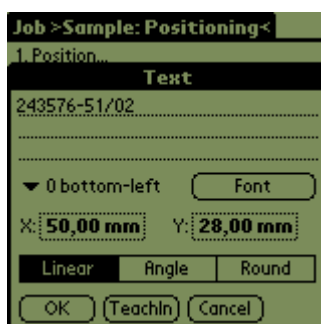 Job >Sample: Positioning<
1. Position...
Text
243576-51/02
0 bottom-left Font
X: 50,00 mm Y: 28,00 mm
Linear Angle Round
OK TeachIn Cancel